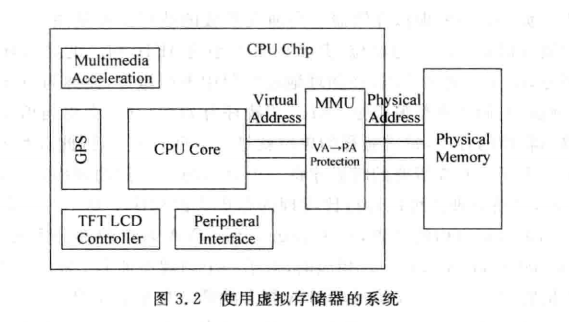 CPU Chip
Multimedia
Acceleration
Virtual
Address
MMU
Physical
Address
GPS
CPU Core
VA→PA
Protection
Physical
Memory
TFT LCD
Controller
Peripheral
Interface
图 3.2 使用虚拟存储器的系统